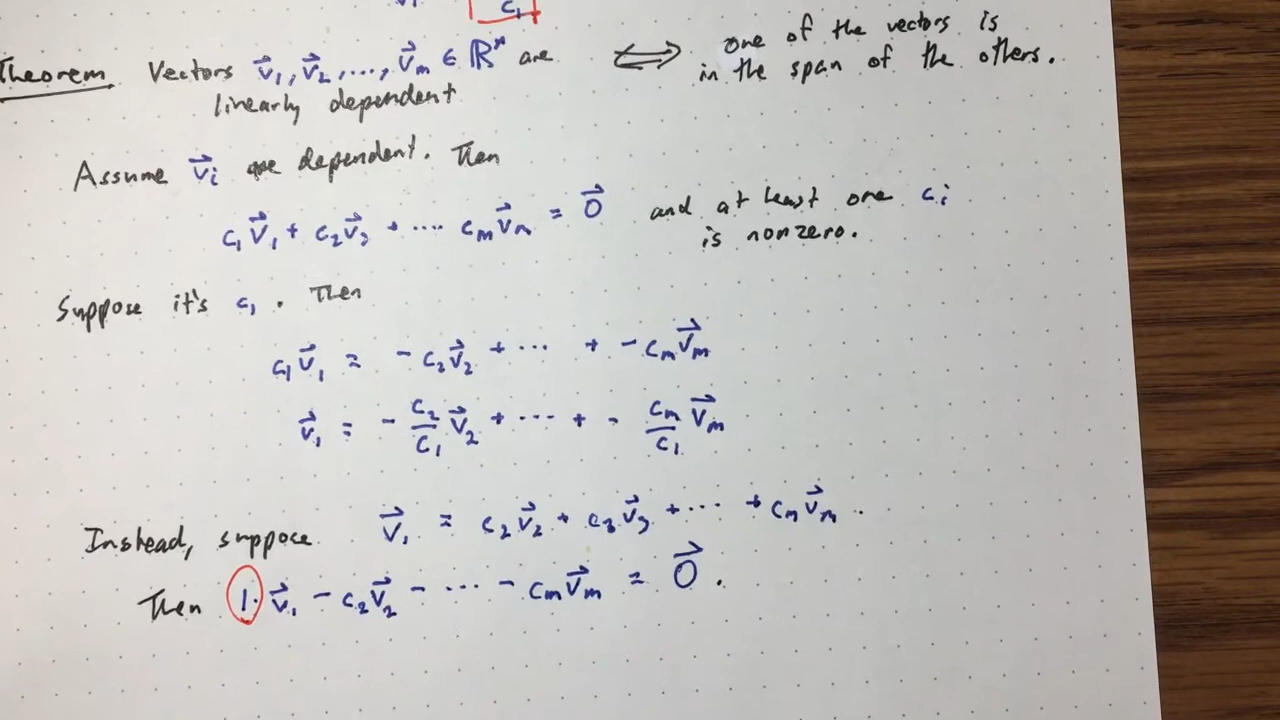 c₁
Theorem Vectors v⃗₁, v⃗₂, ..., v⃗ₘ ∈ ℝⁿ are ⟺ one of the vectors is
linearly dependent in the span of the others.
Assume v⃗ᵢ are dependent. Then
c₁v⃗₁ + c₂v⃗₂ + .... cₘv⃗ₘ = 0⃗ and at least one cᵢ
is nonzero.
Suppose it's c₁. Then
c₁v⃗₁ = -c₂v⃗₂ + ... + -cₘv⃗ₘ
v⃗₁ = -c₂/c₁ v⃗₂ + ... + - cₘ/c₁ v⃗ₘ
Instead, suppose v⃗₁ = c₂v⃗₂ + c₃v⃗₃ + ... + cₘv⃗ₘ.
Then 1·v⃗₁ - c₂v⃗₂ - ... - cₘv⃗ₘ = 0⃗.